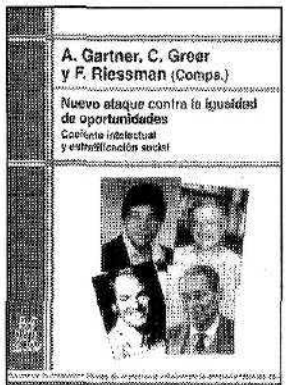 A. Gartner, C. Greer
y F. Riessman (Comps.)
Nuevo ataque contra la igualdad
de oportunidades
Cociente intelectual
y estratificación social